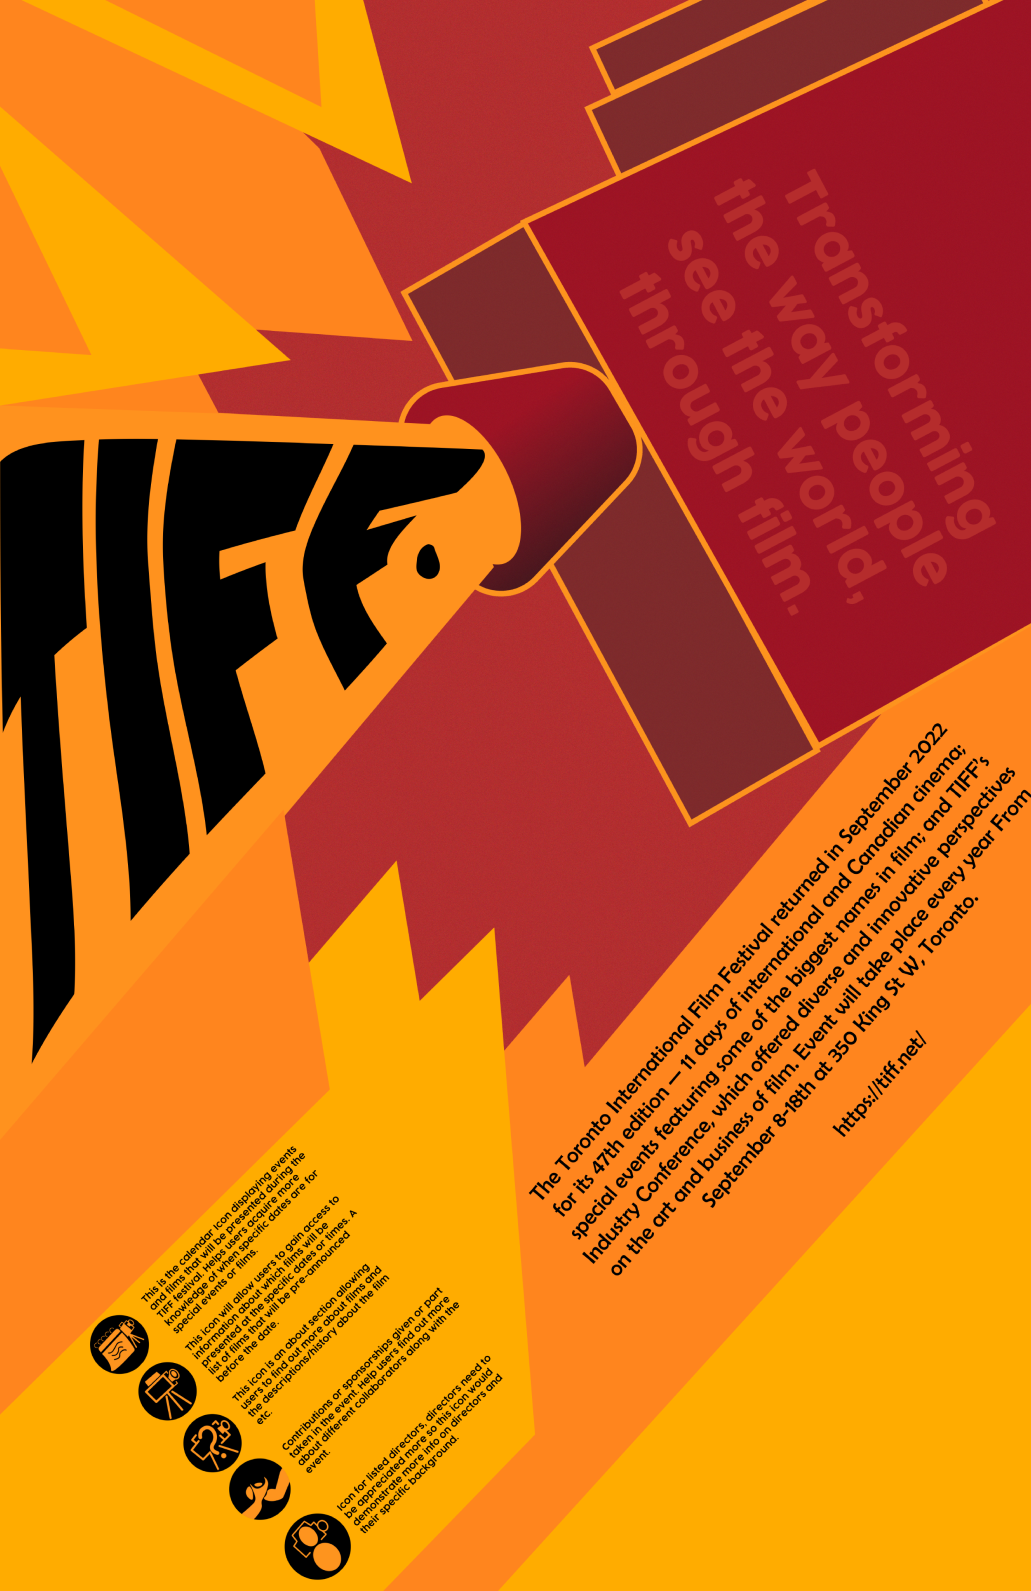 Transforming
the way people
see the world,
through film.
TIFF
The Toronto International Film Festival returned in September 2022
for its 47th edition — 11 days of international and Canadian cinema;
special events featuring some of the biggest names in film; and TIFF's
Industry Conference, which offered diverse and innovative perspectives
on the art and business of film. Event will take place every year From
September 8-18th at 350 King St W, Toronto.
https://tiff.net/
This is the calendar icon displaying events
and films that will be presented during the
TIFF festival. Helps users acquire more
knowledge of when specific dates are for
special events or films.
This icon will allow users to gain access to
information about which films will be
presented at the specific dates or times. A
list of films that will be pre-announced
before the date.
This icon is an about section allowing
users to find out more about films and
the descriptions/history about the film
etc.
Contributions or sponsorships given or part
taken in the event. Help users find out more
about different collaborators along with the
event.
Icon for listed directors, directors need to
be appreciated more so this icon would
demonstrate more info on directors and
their specific background.